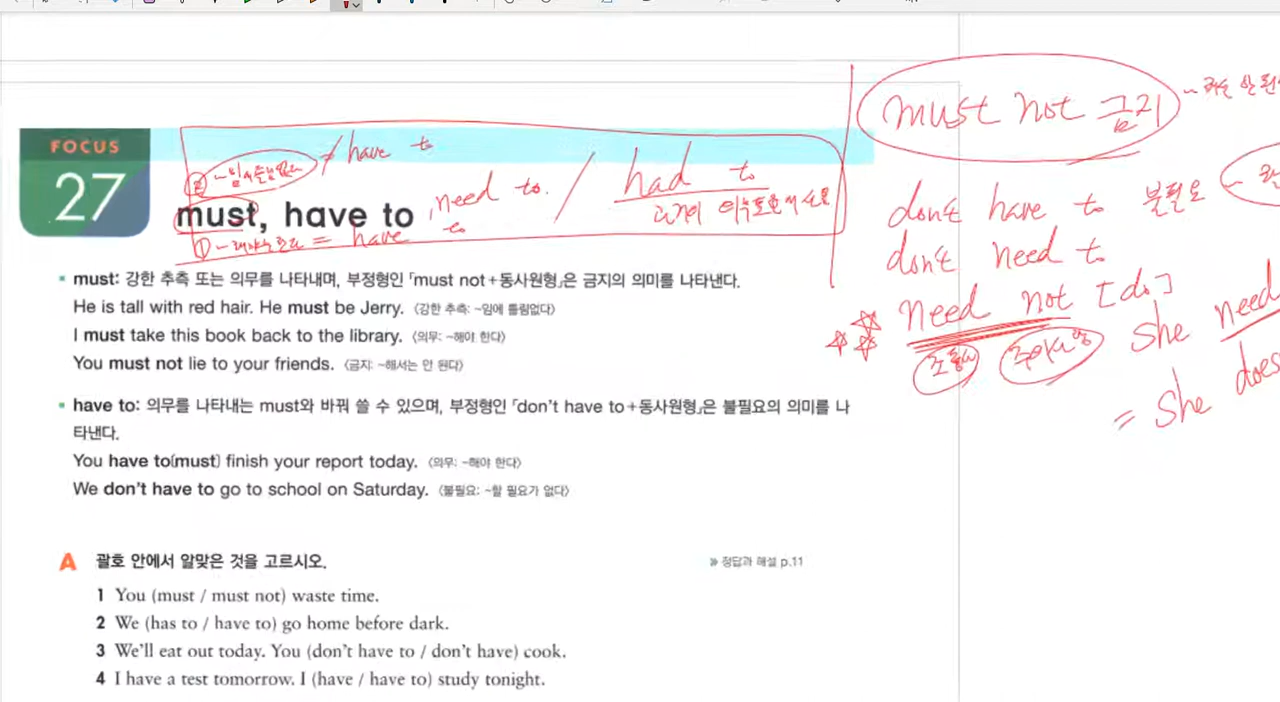 FOCUS
27
② ~임에 틀림없다 ≠ have to
must, have to, need to. / had to
과거
① ~해야 한다 = have to
must: 강한 추측 또는 의무를 나타내며, 부정형인 「must not+동사원형」은 금지의 의미를 나타낸다.
He is tall with red hair. He must be Jerry. 〈강한 추측: ~임에 틀림없다〉
I must take this book back to the library. 〈의무: ~해야 한다〉
You must not lie to your friends. 〈금지: ~해서는 안 된다〉
have to: 의무를 나타내는 must와 바꿔 쓸 수 있으며, 부정형인 「don't have to+동사원형」은 불필요의 의미를 나
타낸다.
You have to(must) finish your report today. 〈의무: ~해야 한다〉
We don't have to go to school on Saturday. 〈불필요: ~할 필요가 없다〉
A 괄호 안에서 알맞은 것을 고르시오.
» 정답과 해설 p.11
1 You (must / must not) waste time.
2 We (has to / have to) go home before dark.
3 We'll eat out today. You (don't have to / don't have) cook.
4 I have a test tomorrow. I (have / have to) study tonight.
must not 금지
don't have to 불필요
don't need to
need not [do]
조동사
She need
= She does